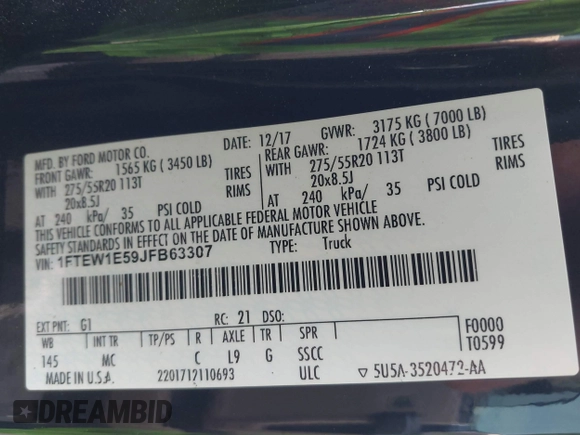 MFD. BY FORD MOTOR CO.
DATE: 12/17
GVWR: 3175 KG ( 7000 LB)
FRONT GAWR: 1565 KG ( 3450 LB)
REAR GAWR: 1724 KG ( 3800 LB)
WITH 275/55R20 113T TIRES
WITH 275/55R20 113T TIRES
20x8.5J RIMS
20x8.5J RIMS
AT 240 kPa/ 35 PSI COLD
AT 240 kPa/ 35 PSI COLD
THIS VEHICLE CONFORMS TO ALL APPLICABLE FEDERAL MOTOR VEHICLE
SAFETY STANDARDS IN EFFECT ON THE DATE OF MANUFACTURE SHOWN ABOVE.
VIN: 1FTEW1E59JFB63307
TYPE: Truck
EXT PNT: G1
RC: 21 DSO:
F0000
T0599
WB INT TR TP/PS R AXLE TR SPR
145 MC C L9 G SSCC
MADE IN U.S.A. 2201712110693 ULC ▽ 5U5A-3520472-AA
DREAMBID